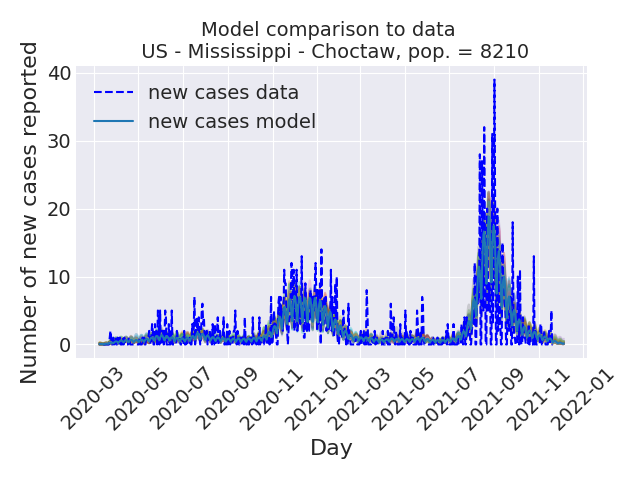 Model comparison to data
US - Mississippi - Choctaw, pop. = 8210
Number of new cases reported
40
30
20
10
0
new cases data
new cases model
2020-03
2020-05
2020-07
2020-09
2020-11
2021-01
2021-03
2021-05
2021-07
2021-09
2021-11
2022-01
Day